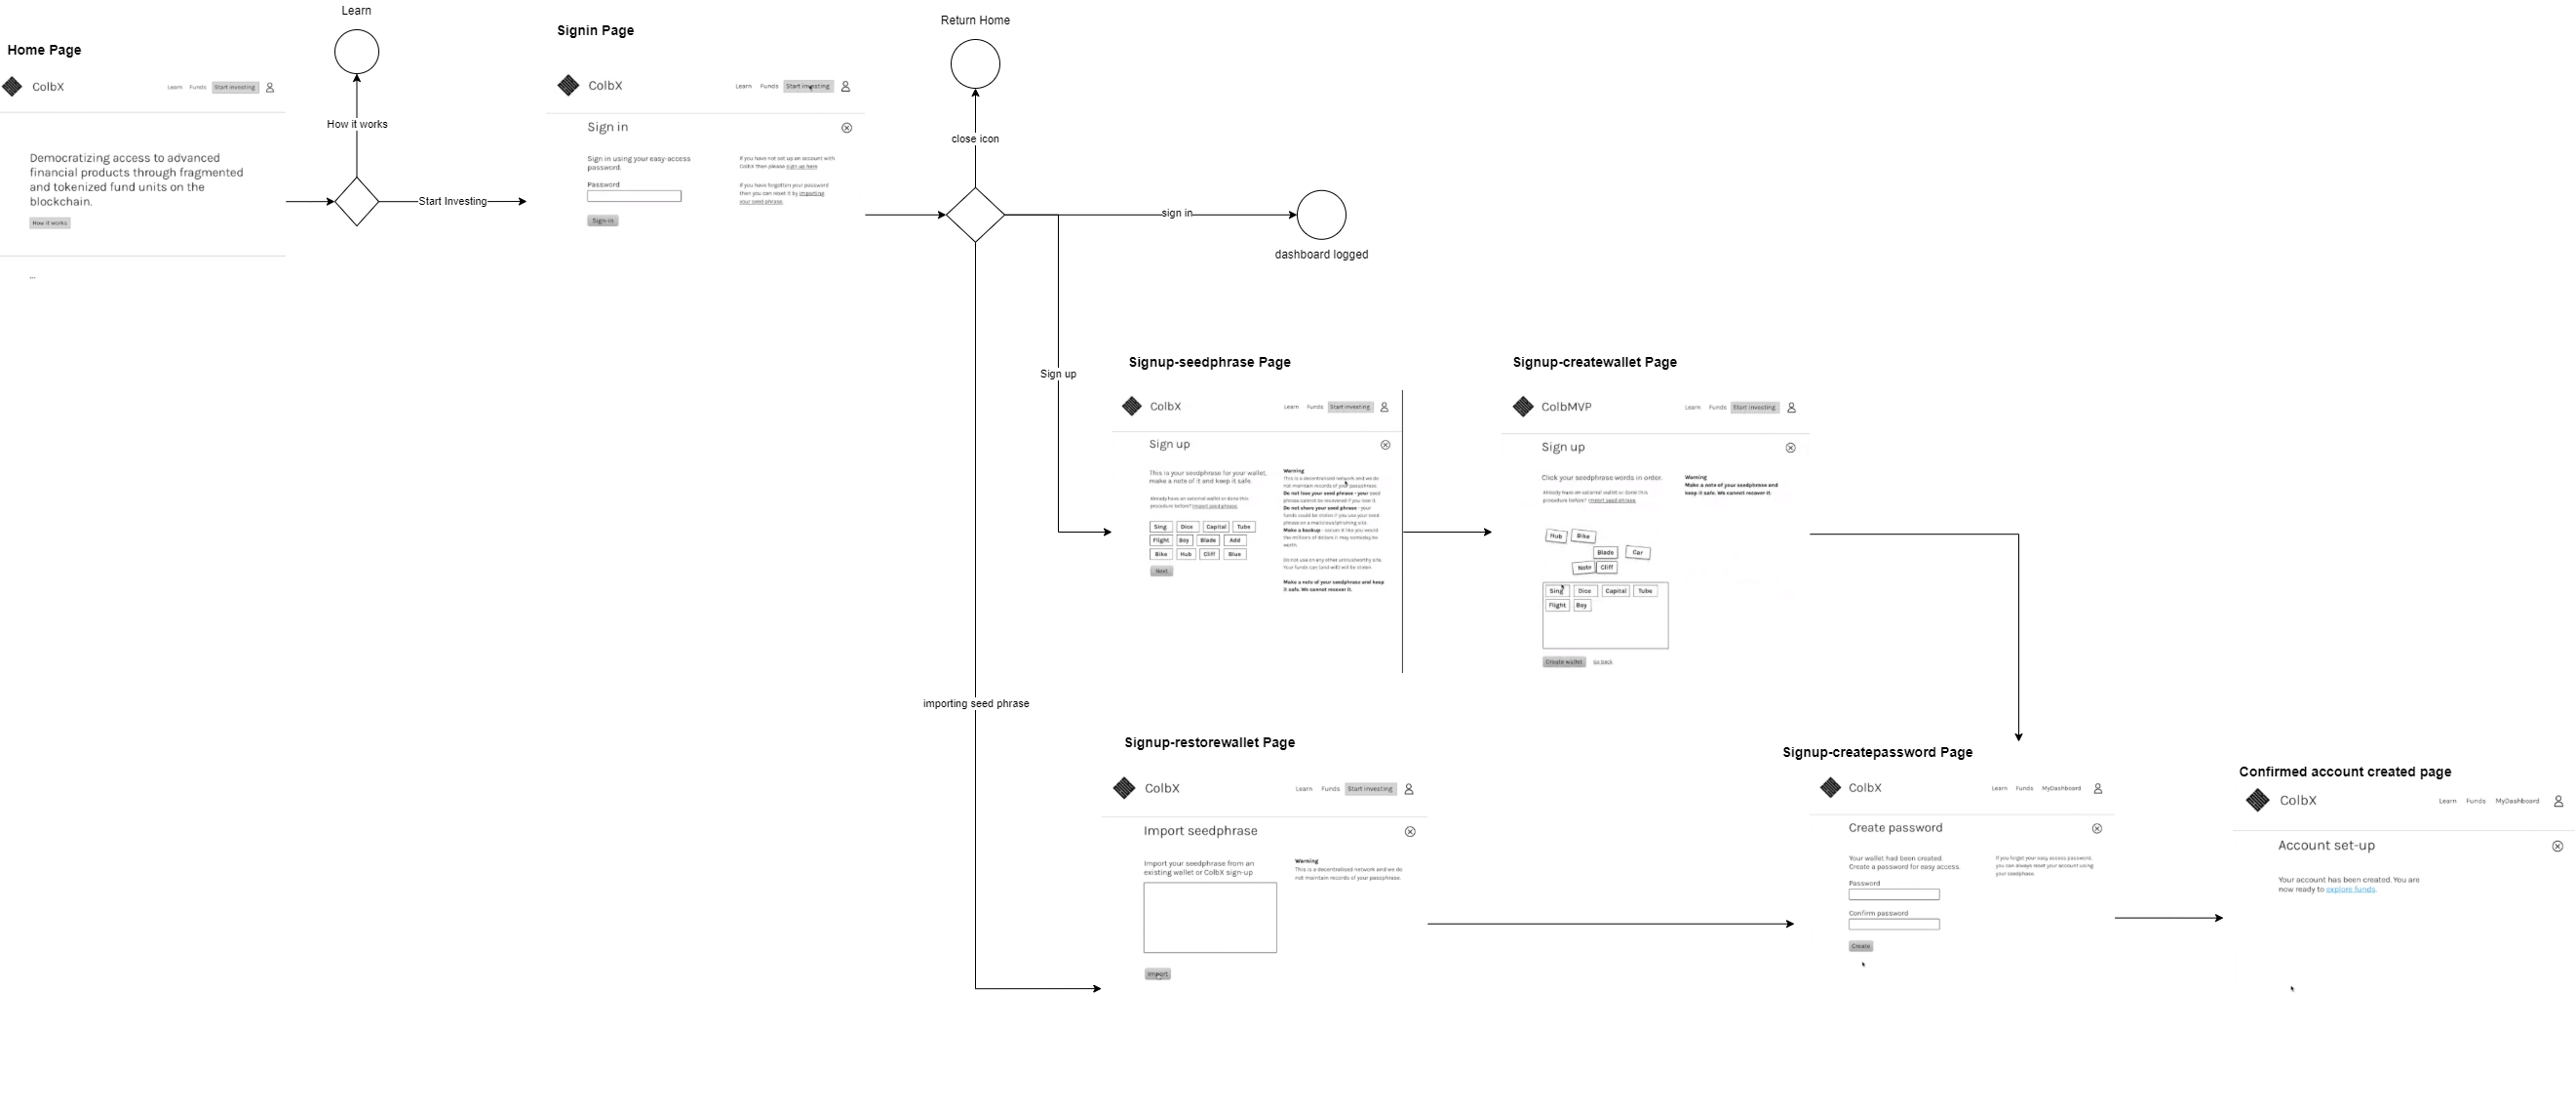 Learn
Home Page
ColbX
Learn Funds Start investing
How it works
Democratizing access to advanced
financial products through fragmented
and tokenized fund units on the
blockchain.
How it works
...
Start Investing
Signin Page
ColbX
Learn Funds Start investing
Sign in
Sign in using your easy-access
password.
Password
Sign-in
If you have not set up an account with
ColbX then please sign up here.
If you have forgotten your password
then you can reset it by importing
your seed phrase.
Return Home
close icon
sign in
dashboard logged
Sign up
importing seed phrase
Signup-seedphrase Page
ColbX
Learn Funds Start investing
Sign up
This is your seedphrase for your wallet,
make a note of it and keep it safe.
Already have an external wallet or done this
procedure before? Import seed phrase.
Sing Dice Capital Tube
Flight Boy Blade Add
Bike Hub Cliff Blue
Next
Warning
This is a decentralised network and we do
not maintain records of your passphrase.
Do not lose your seed phrase - your seed
phrase cannot be recovered if you lose it.
Do not share your seed phrase - your
funds could be stolen if you use your seed
phrase on a malicious/phishing site.
Make a backup - secure it like you would
the millions of dollars it may someday be
worth.
Do not use on any other untrustworthy site.
Your funds can (and will) will be stolen.
Make a note of your seedphrase and keep
it safe. We cannot recover it.
Signup-createwallet Page
ColbMVP
Learn Funds Start investing
Sign up
Click your seedphrase words in order.
Already have an external wallet or done this
procedure before? Import seed phrase.
Warning
Make a note of your seedphrase and
keep it safe. We cannot recover it.
Hub Bike
Blade Car
Note Cliff
Sing Dice Capital Tube
Flight Boy
Create wallet Go back
Signup-restorewallet Page
ColbX
Learn Funds Start investing
Import seedphrase
Import your seedphrase from an
existing wallet or ColbX sign-up
Import
Warning
This is a decentralised network and we do
not maintain records of your passphrase.
Signup-createpassword Page
ColbX
Learn Funds MyDashboard
Create password
Your wallet had been created.
Create a password for easy access.
Password
Confirm password
Create
If you forget your easy access password,
you can always reset your account using
your seedphase.
Confirmed account created page
ColbX
Learn Funds MyDashboard
Account set-up
Your account has been created. You are
now ready to explore funds.